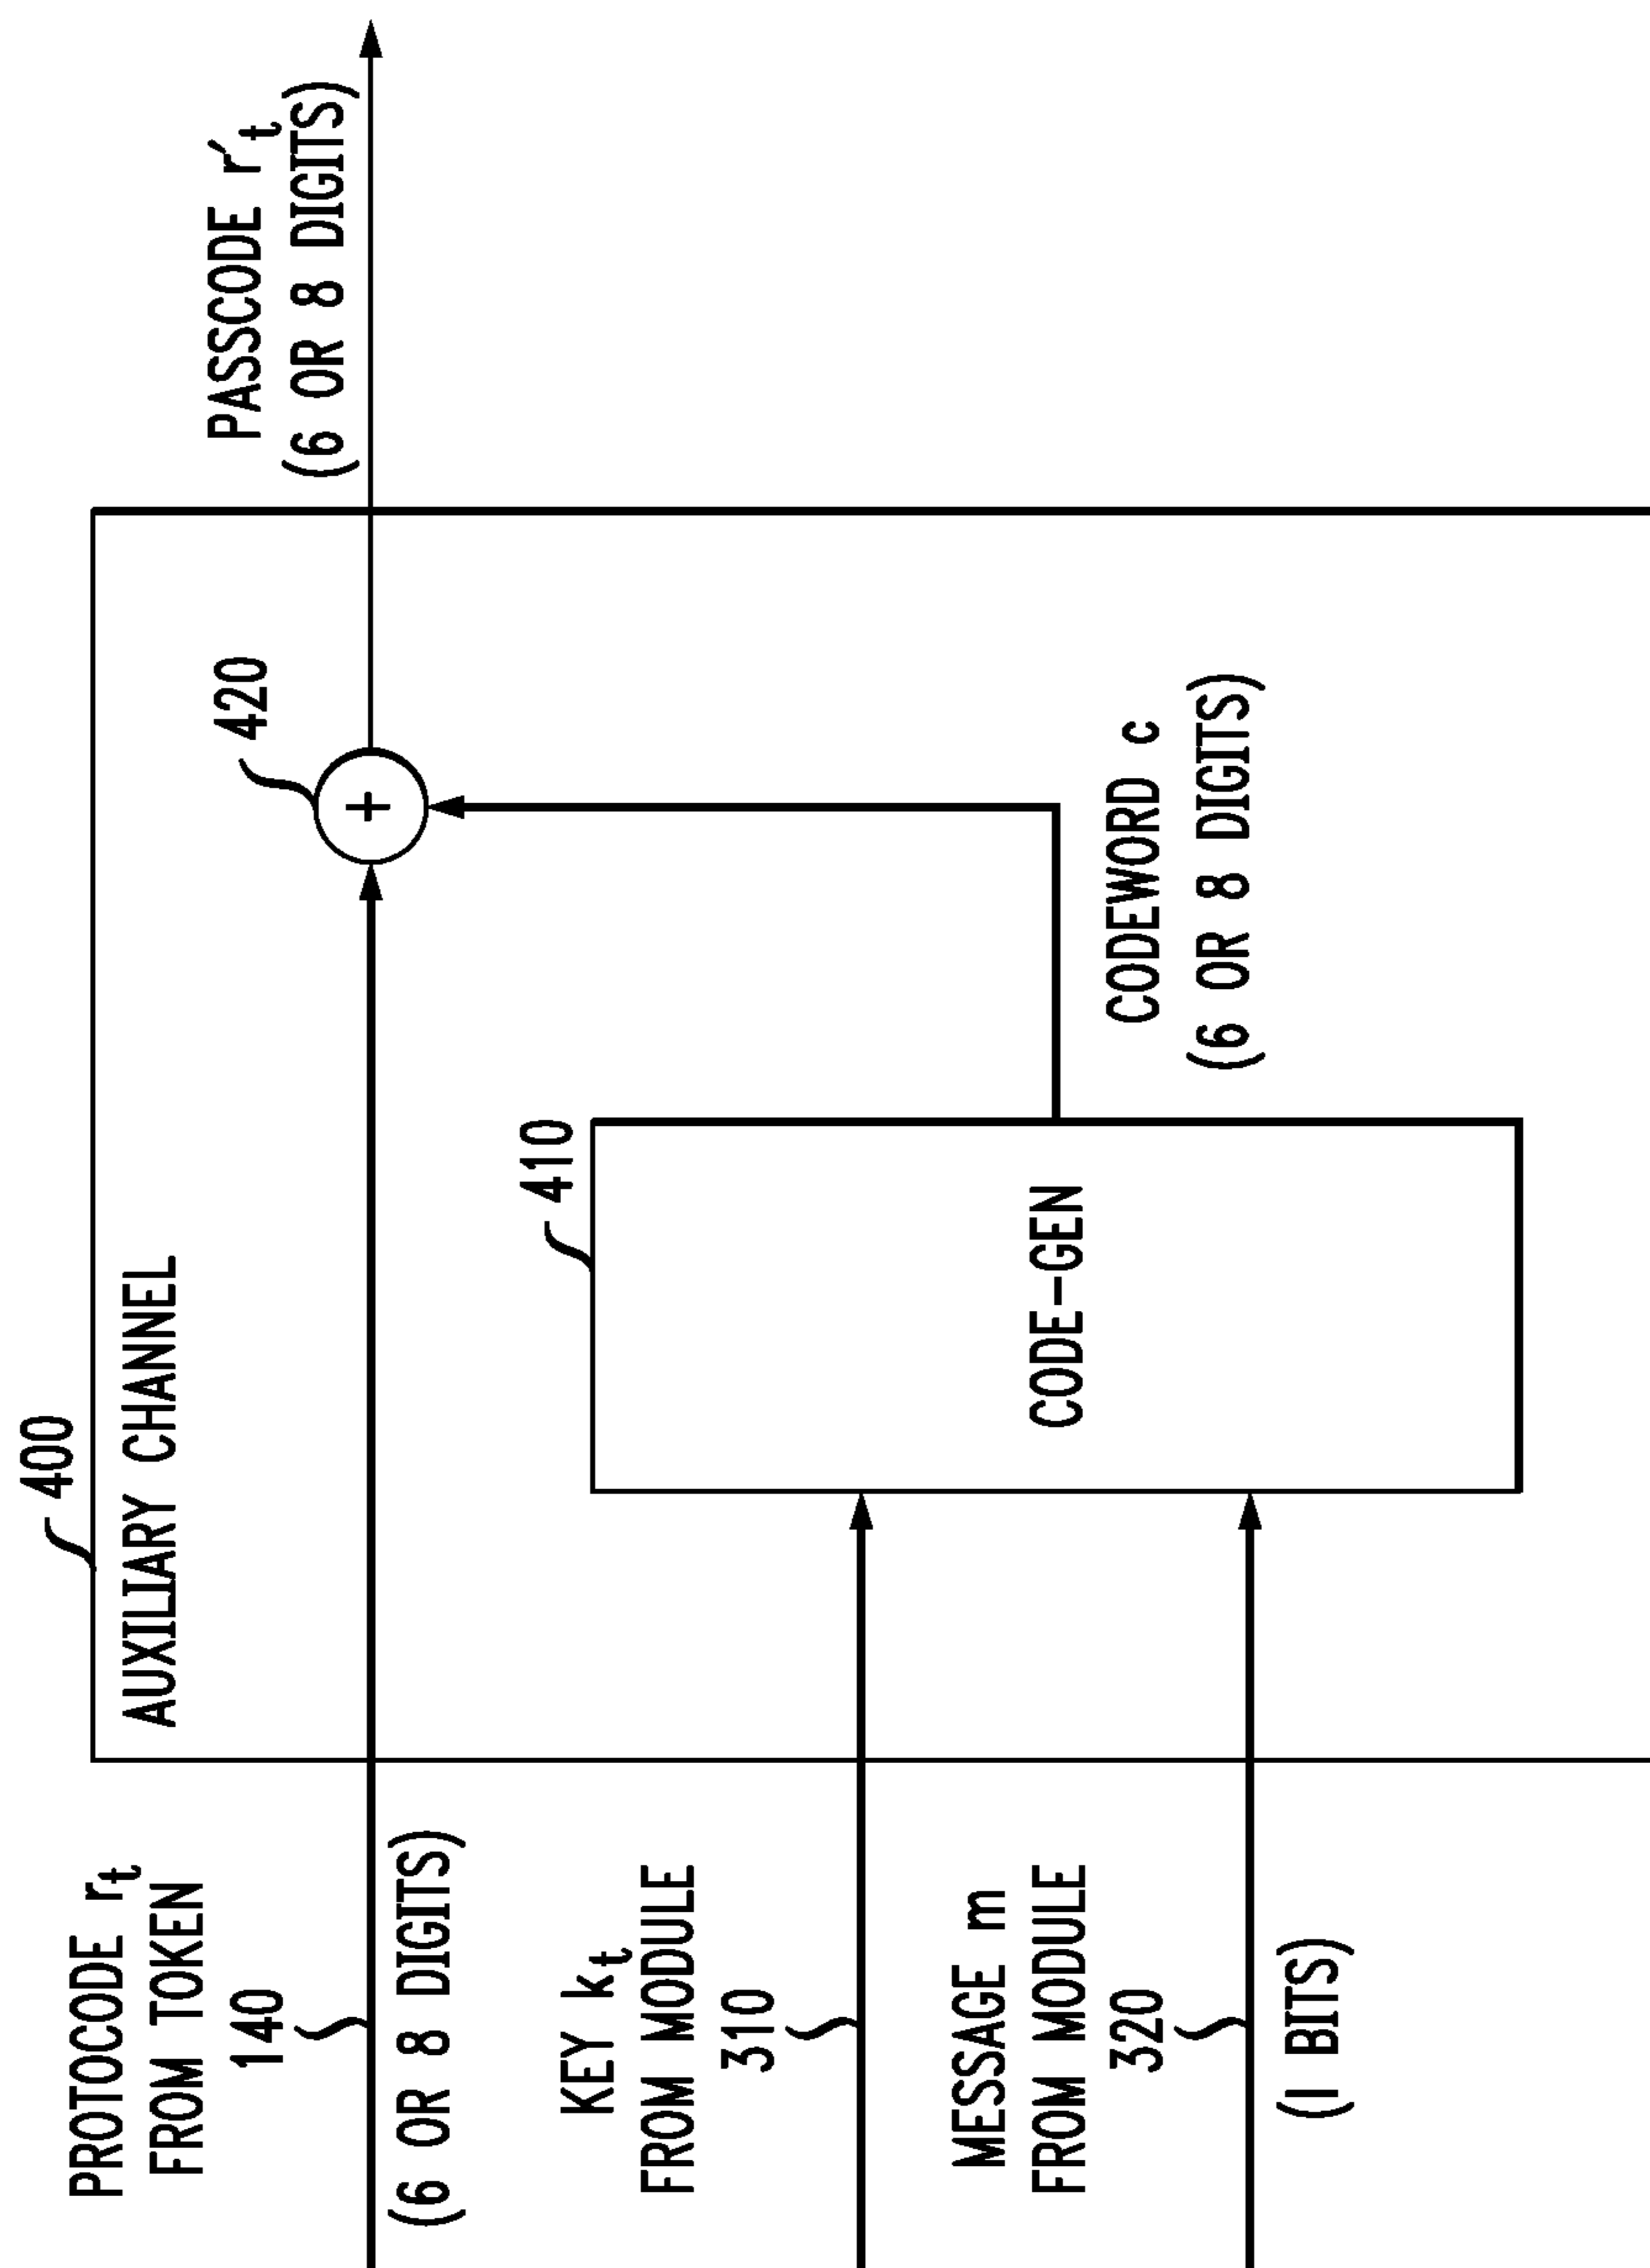 400
AUXILIARY CHANNEL
PROTOCODE rt
FROM TOKEN
140
(6 OR 8 DIGITS)
420
+
PASSCODE r't
(6 OR 8 DIGITS)
KEY kt
FROM MODULE
310
410
CODE-GEN
CODEWORD c
(6 OR 8 DIGITS)
MESSAGE m
FROM MODULE
320
(l BITS)